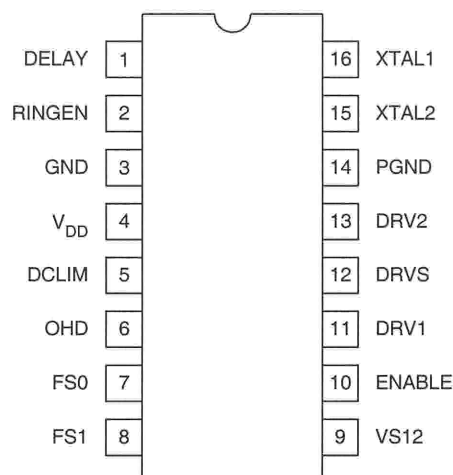 DELAY 1 16 XTAL1
RINGEN 2 15 XTAL2
GND 3 14 PGND
VDD 4 13 DRV2
DCLIM 5 12 DRVS
OHD 6 11 DRV1
FS0 7 10 ENABLE
FS1 8 9 VS12